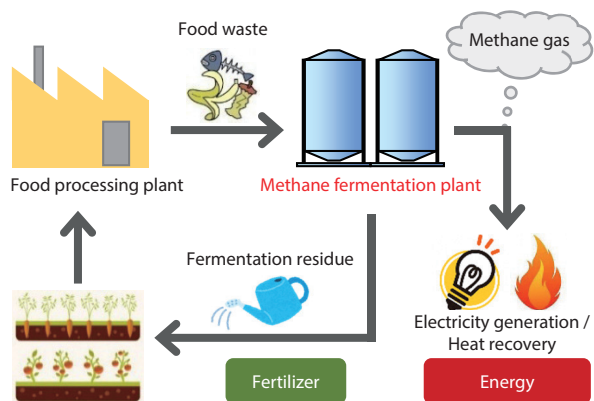 Food waste
Methane gas
Food processing plant
Methane fermentation plant
Fermentation residue
Electricity generation /
Heat recovery
Fertilizer
Energy